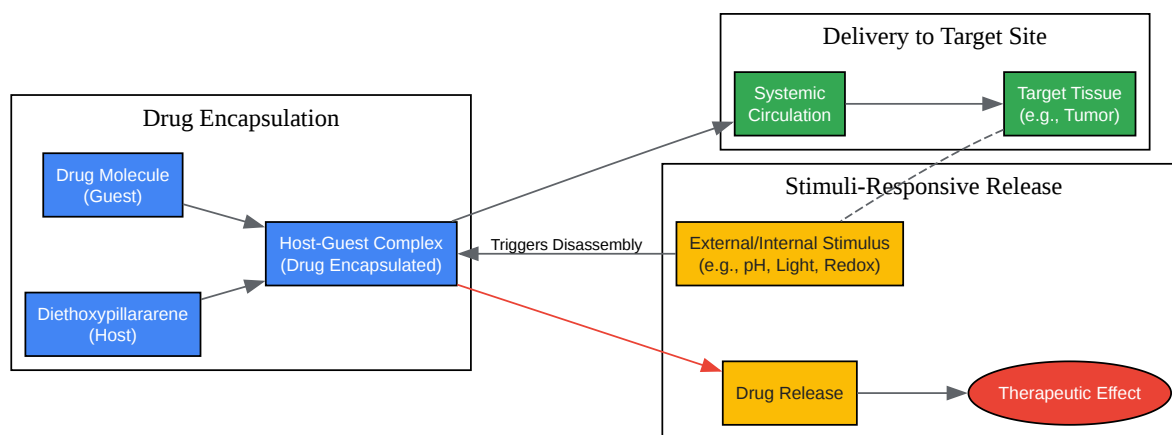 Drug Encapsulation
Drug Molecule
(Guest)
Diethoxypillararene
(Host)
Host-Guest Complex
(Drug Encapsulated)
Delivery to Target Site
Systemic
Circulation
Target Tissue
(e.g., Tumor)
Stimuli-Responsive Release
External/Internal Stimulus
(e.g., pH, Light, Redox)
Triggers Disassembly
Drug Release
Therapeutic Effect